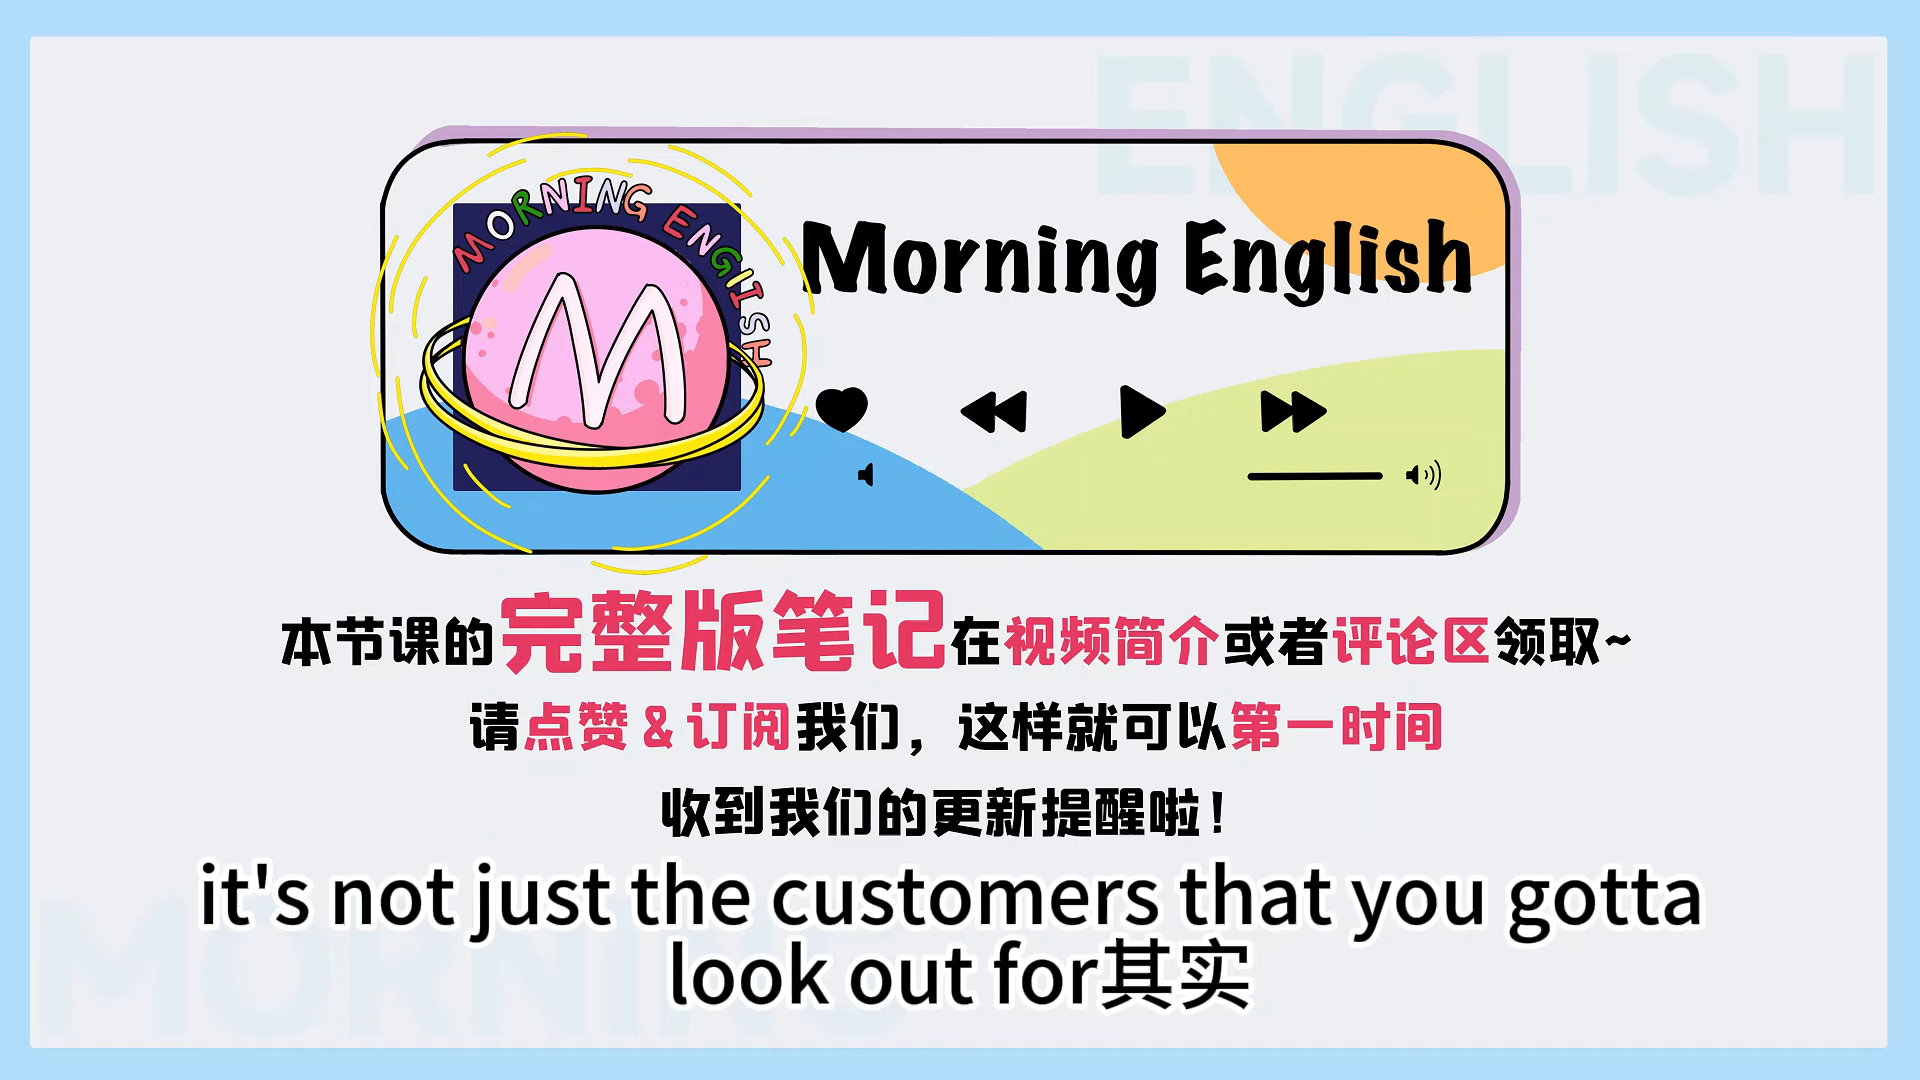 ENGLISH
MORNING ENGLISH
M
Morning English
本节课的完整版笔记在视频简介或者评论区领取~
请点赞&订阅我们，这样就可以第一时间
收到我们的更新提醒啦！
MORNING
it's not just the customers that you gotta
look out for其实